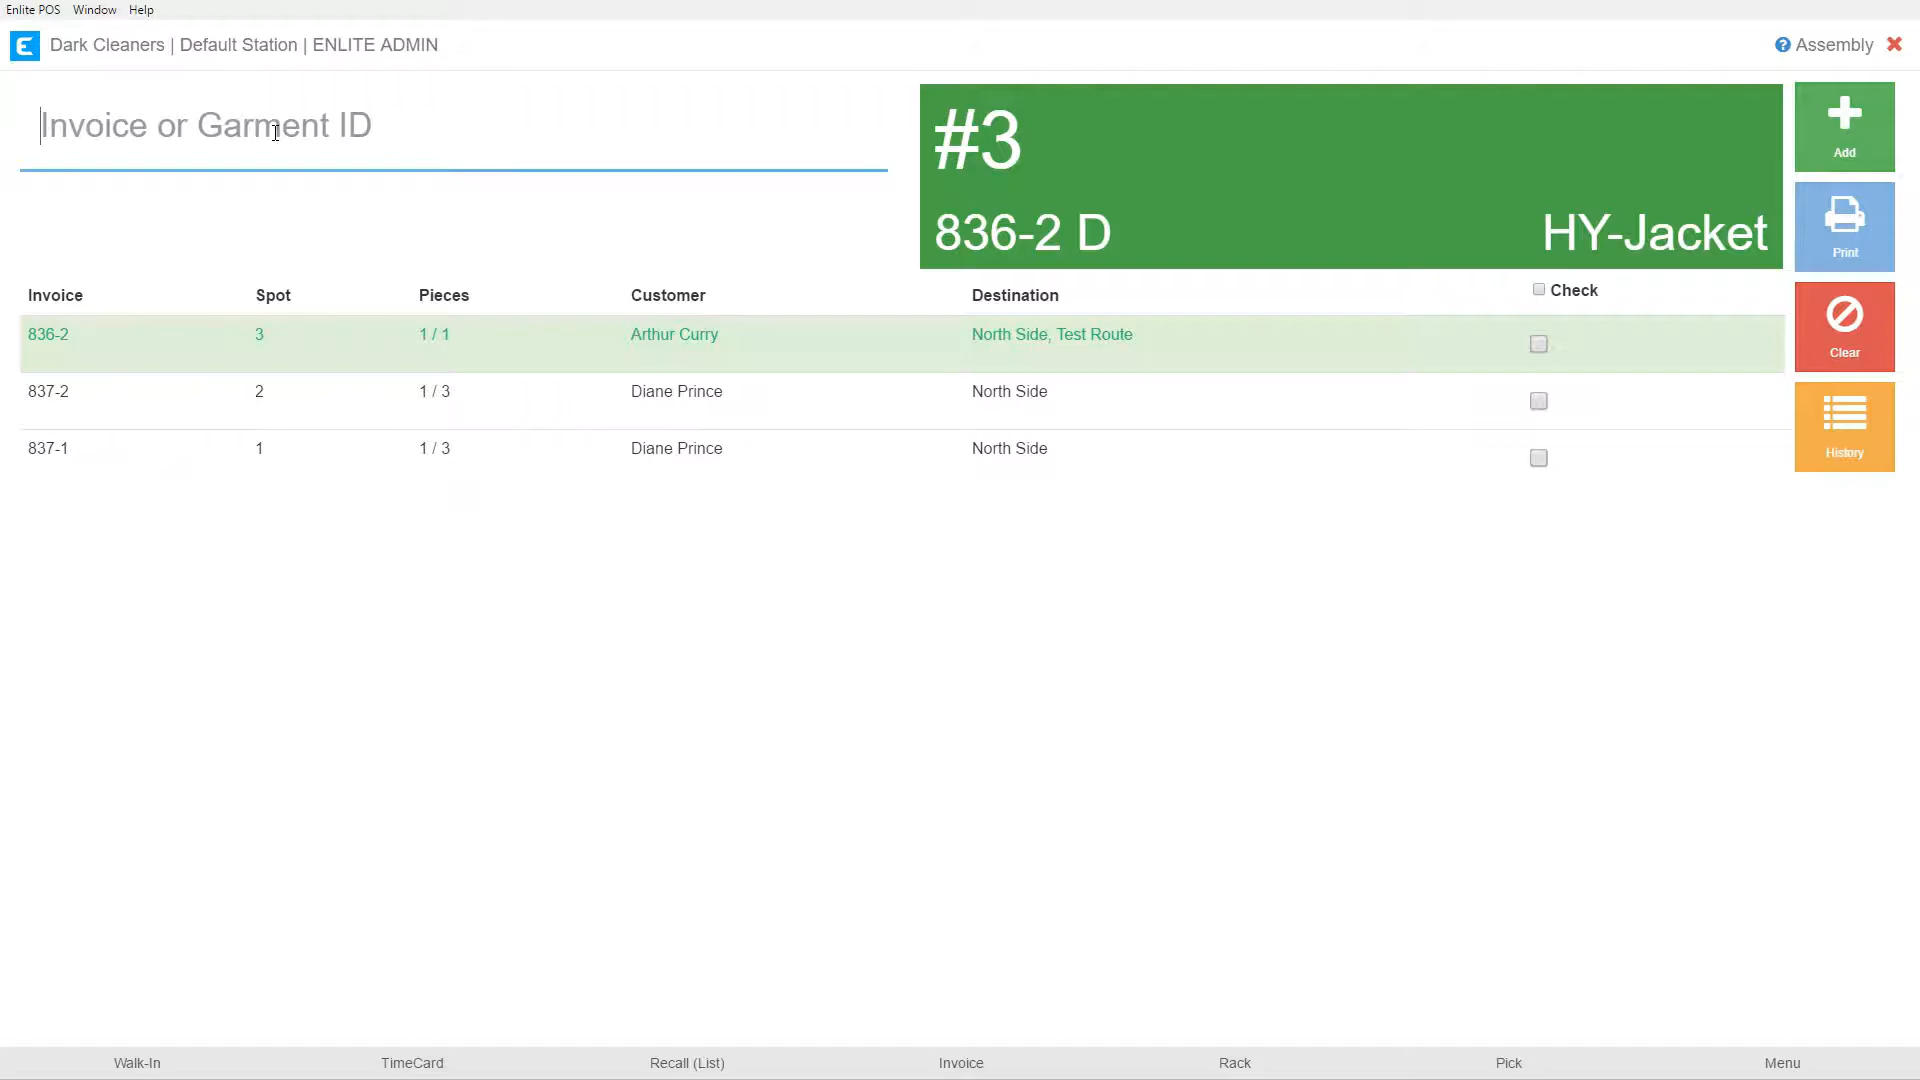 Enlite POS Window Help
Dark Cleaners | Default Station | ENLITE ADMIN
Assembly
Invoice or Garment ID
#3
836-2 D HY-Jacket
Add
Print
Clear
History
Invoice Spot Pieces Customer Destination Check
836-2 3 1 / 1 Arthur Curry North Side, Test Route
837-2 2 1 / 3 Diane Prince North Side
837-1 1 1 / 3 Diane Prince North Side
Walk-In TimeCard Recall (List) Invoice Rack Pick Menu